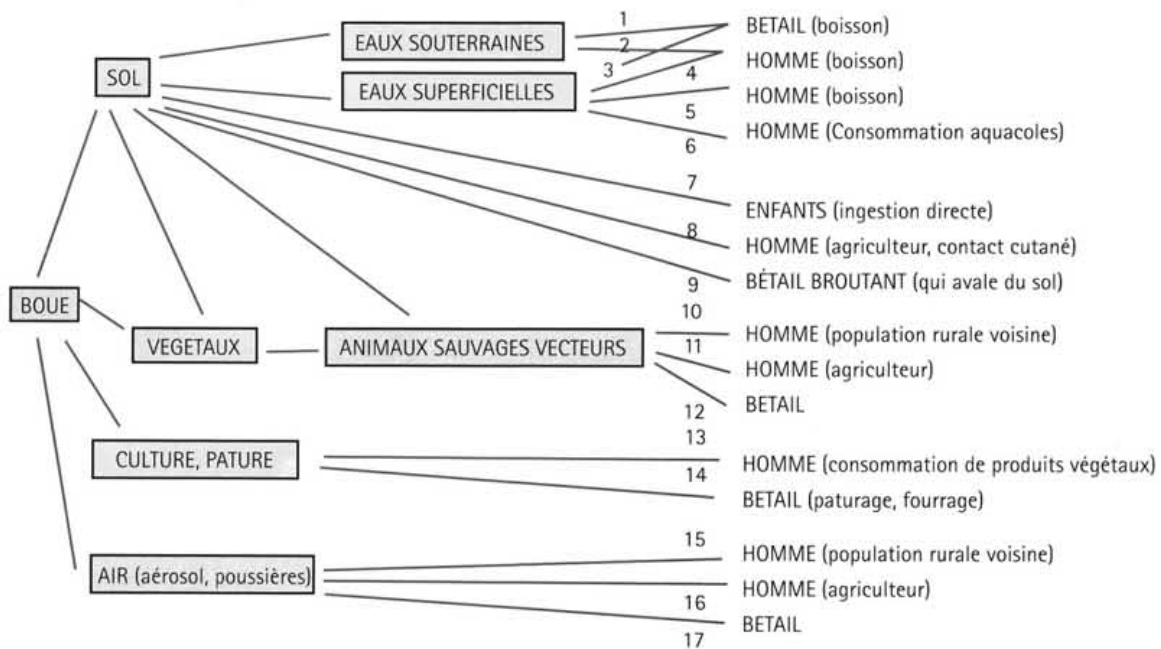 1
BETAIL (boisson)
EAUX SOUTERRAINES
2
HOMME (boisson)
3
SOL
4
EAUX SUPERFICIELLES
HOMME (boisson)
5
HOMME (Consommation aquacoles)
6
7
ENFANTS (ingestion directe)
8
HOMME (agriculteur, contact cutané)
BÉTAIL BROUTANT (qui avale du sol)
9
BOUE
10
HOMME (population rurale voisine)
VEGETAUX
ANIMAUX SAUVAGES VECTEURS
11
HOMME (agriculteur)
12
BETAIL
13
CULTURE, PATURE
HOMME (consommation de produits végétaux)
14
BETAIL (paturage, fourrage)
15
HOMME (population rurale voisine)
AIR (aérosol, poussières)
HOMME (agriculteur)
16
BETAIL
17